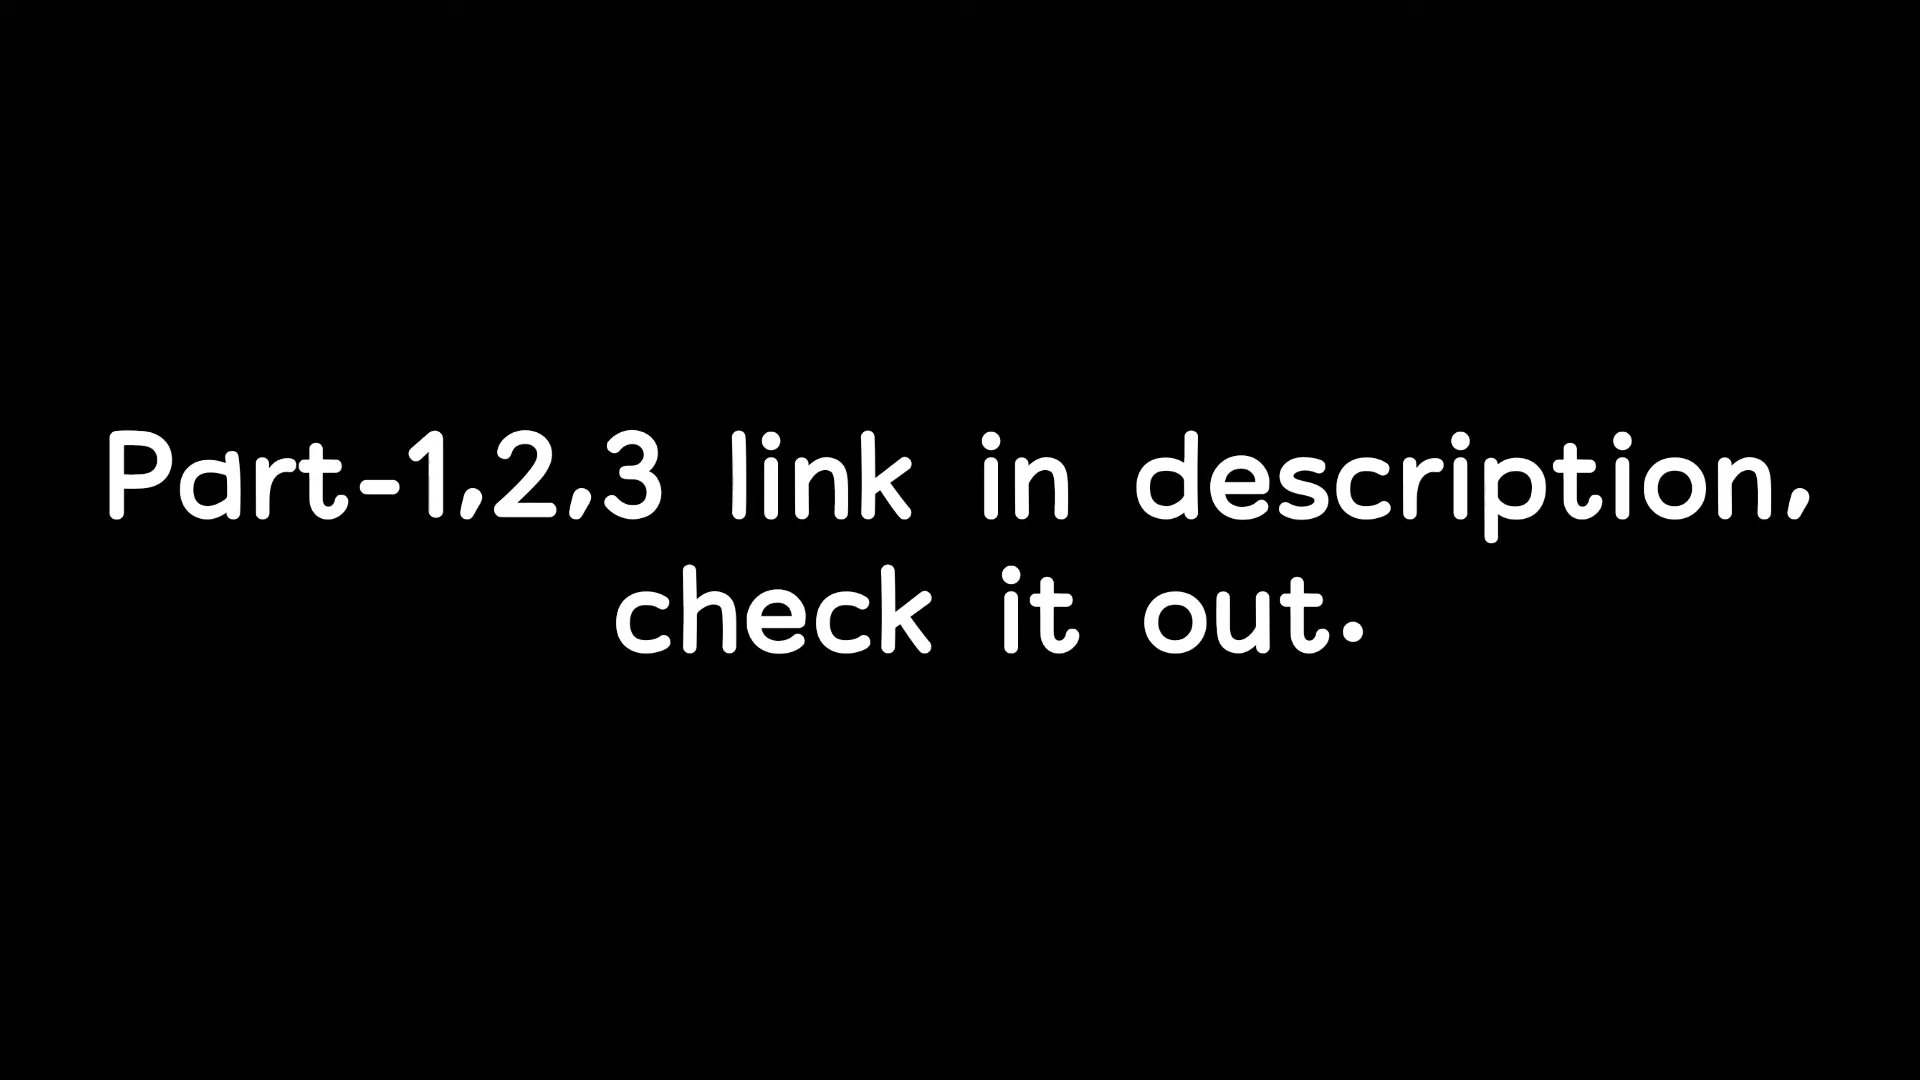 Part-1,2,3 link in description,
check it out.